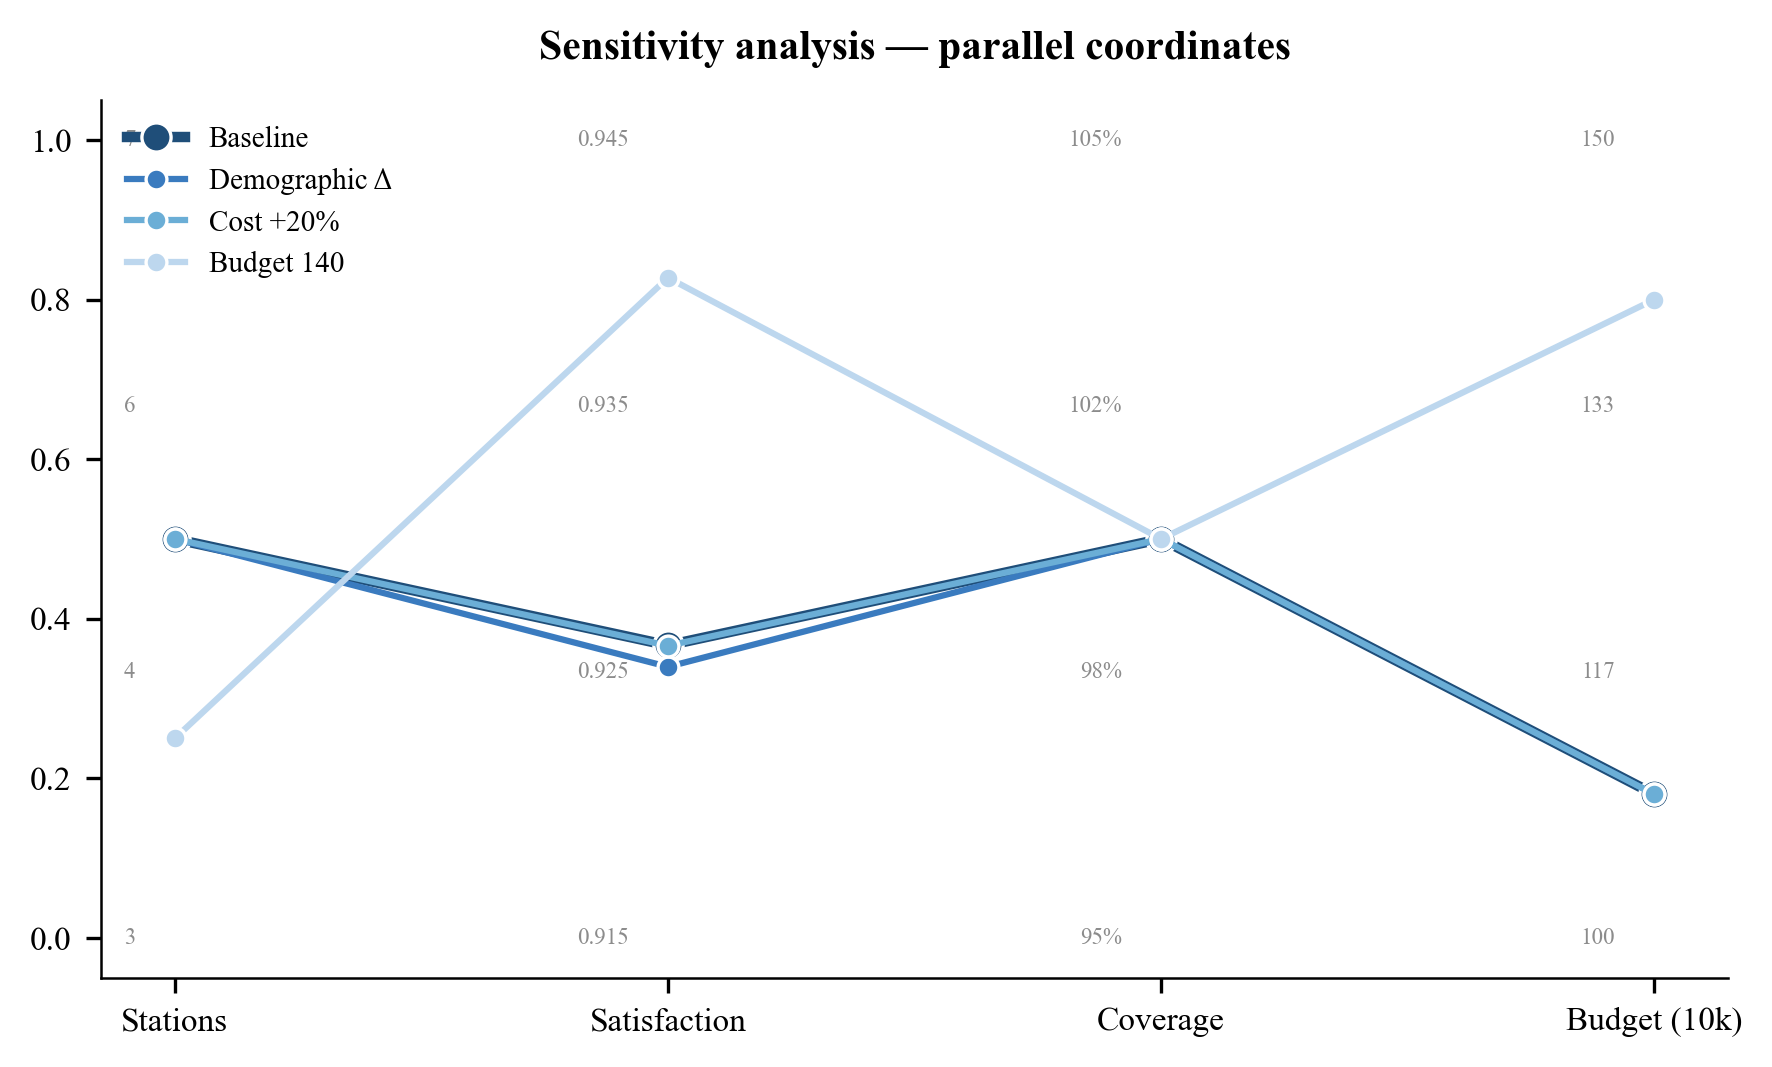 Sensitivity analysis — parallel coordinates
1.0
0.8
0.6
0.4
0.2
0.0
Baseline
Demographic Δ
Cost +20%
Budget 140
7
6
4
3
0.945
0.935
0.925
0.915
105%
102%
98%
95%
150
133
117
100
Stations
Satisfaction
Coverage
Budget (10k)